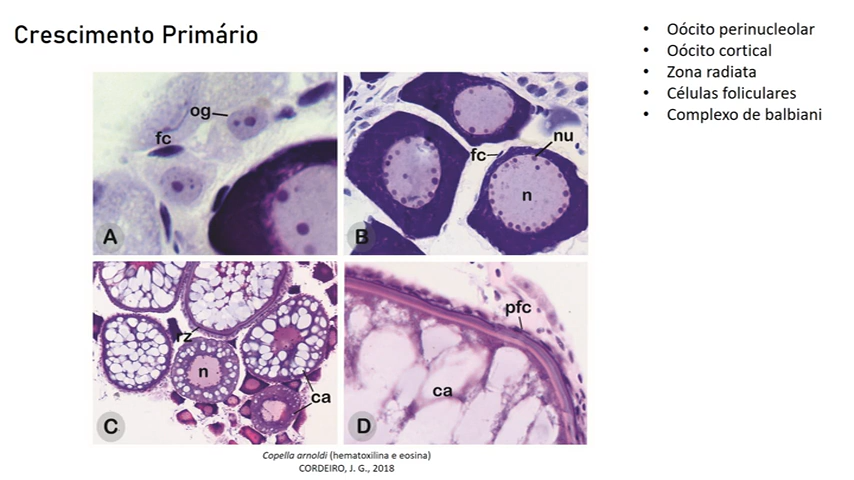 Crescimento Primário
• Oócito perinucleolar
• Oócito cortical
• Zona radiata
• Células foliculares
• Complexo de balbiani
og
fc
A
nu
fc
n
B
rz
n
ca
C
pfc
ca
D
Copella arnoldi (hematoxilina e eosina)
CORDEIRO, J. G., 2018